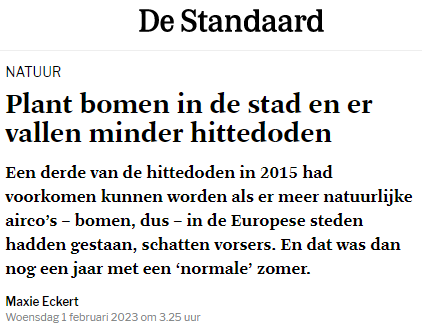 De Standaard
NATUUR
Plant bomen in de stad en er
vallen minder hittedoden
Een derde van de hittedoden in 2015 had
voorkomen kunnen worden als er meer natuurlijke
airco’s – bomen, dus – in de Europese steden
hadden gestaan, schatten vorsers. En dat was dan
nog een jaar met een ‘normale’ zomer.
Maxie Eckert
Woensdag 1 februari 2023 om 3.25 uur